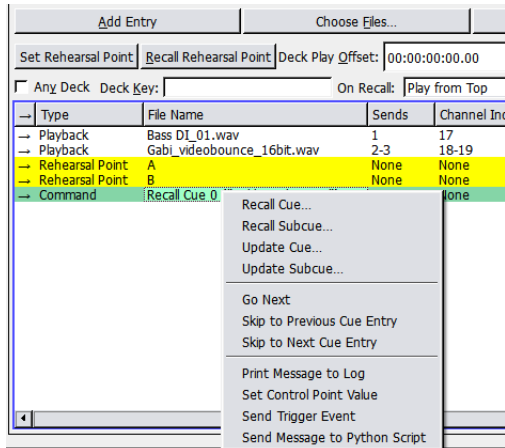 Add Entry Choose Files...
Set Rehearsal Point Recall Rehearsal Point Deck Play Offset: 00:00:00:00.00
Any Deck Deck Key: On Recall: Play from Top
→ Type File Name Sends Channel Inc
→ Playback Bass DI_01.wav 1 17
→ Playback Gabi_videobounce_16bit.wav 2-3 18-19
→ Rehearsal Point A None None
→ Rehearsal Point B None None
→ Command Recall Cue 0 None
Recall Cue...
Recall Subcue...
Update Cue...
Update Subcue...
Go Next
Skip to Previous Cue Entry
Skip to Next Cue Entry
Print Message to Log
Set Control Point Value
Send Trigger Event
Send Message to Python Script